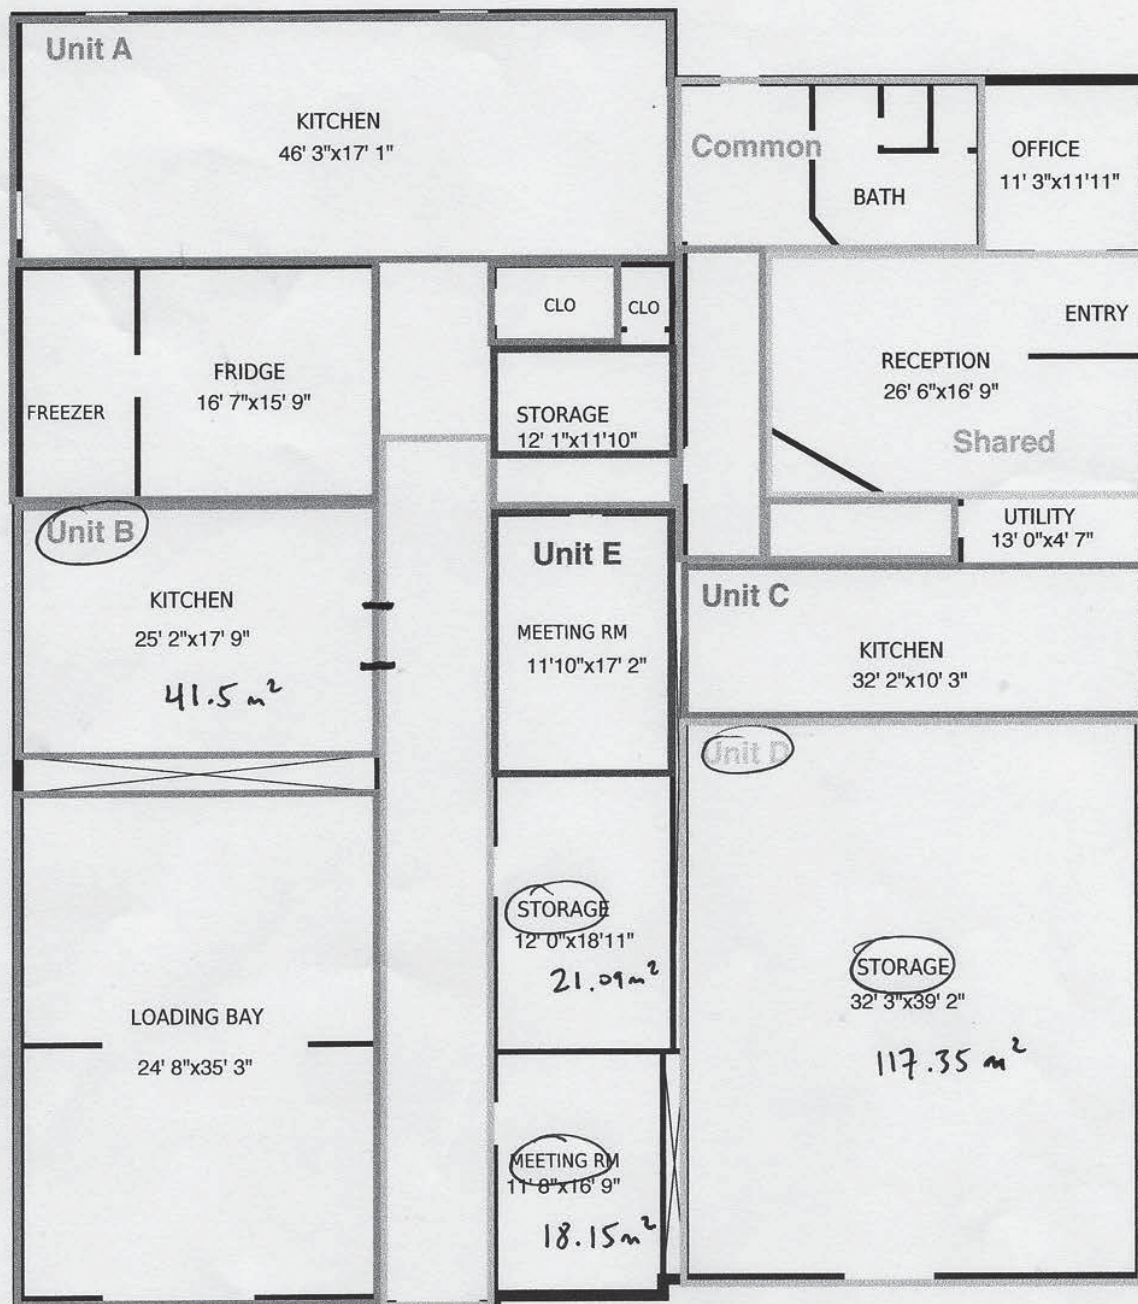 Unit A
KITCHEN
46' 3"x17' 1"
Common
BATH
OFFICE
11' 3"x11'11"
FREEZER
FRIDGE
16' 7"x15' 9"
CLO
CLO
STORAGE
12' 1"x11'10"
ENTRY
RECEPTION
26' 6"x16' 9"
Shared
UTILITY
13' 0"x4' 7"
Unit B
KITCHEN
25' 2"x17' 9"
41.5 m²
Unit E
MEETING RM
11'10"x17' 2"
Unit C
KITCHEN
32' 2"x10' 3"
Unit D
STORAGE
32' 3"x39' 2"
117.35 m²
STORAGE
12' 0"x18'11"
21.09 m²
LOADING BAY
24' 8"x35' 3"
MEETING RM
11' 8"x16' 9"
18.15 m²